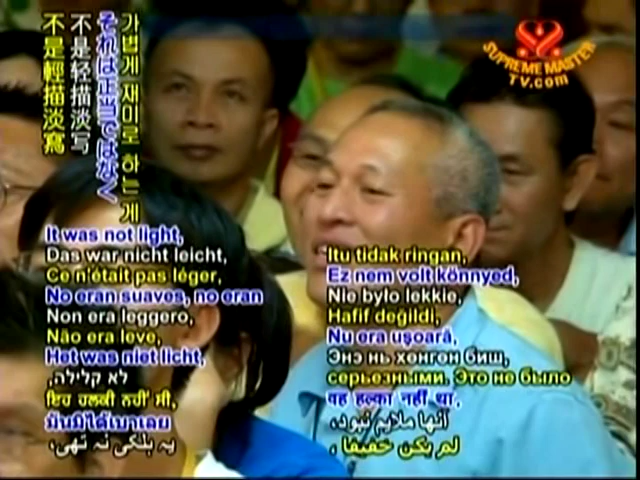 가볍게 재미로 하는게
それは正当ではなく
不是轻描淡写
不是輕描淡寫
SUPREME MASTER
TV.com
It was not light,
Das war nicht leicht,
Ce n'était pas léger,
No eran suaves, no eran
Non era leggero,
Não era leve,
Het was niet licht,
לא קלילה,
ਇਹ ਹਲਕੀ ਨਹੀਂ ਸੀ,
มันมิได้เบาเลย
یہ ہلکی نہ تھی،
Itu tidak ringan,
Ez nem volt könnyed,
Nie było lekkie,
Hafif değildi,
Nu era uşoară,
Энэ нь хөнгөн биш,
серьезными. Это не было
वह हल्का नहीं था,
آنها ملایم نبود،
لم يكن خفيفا ،